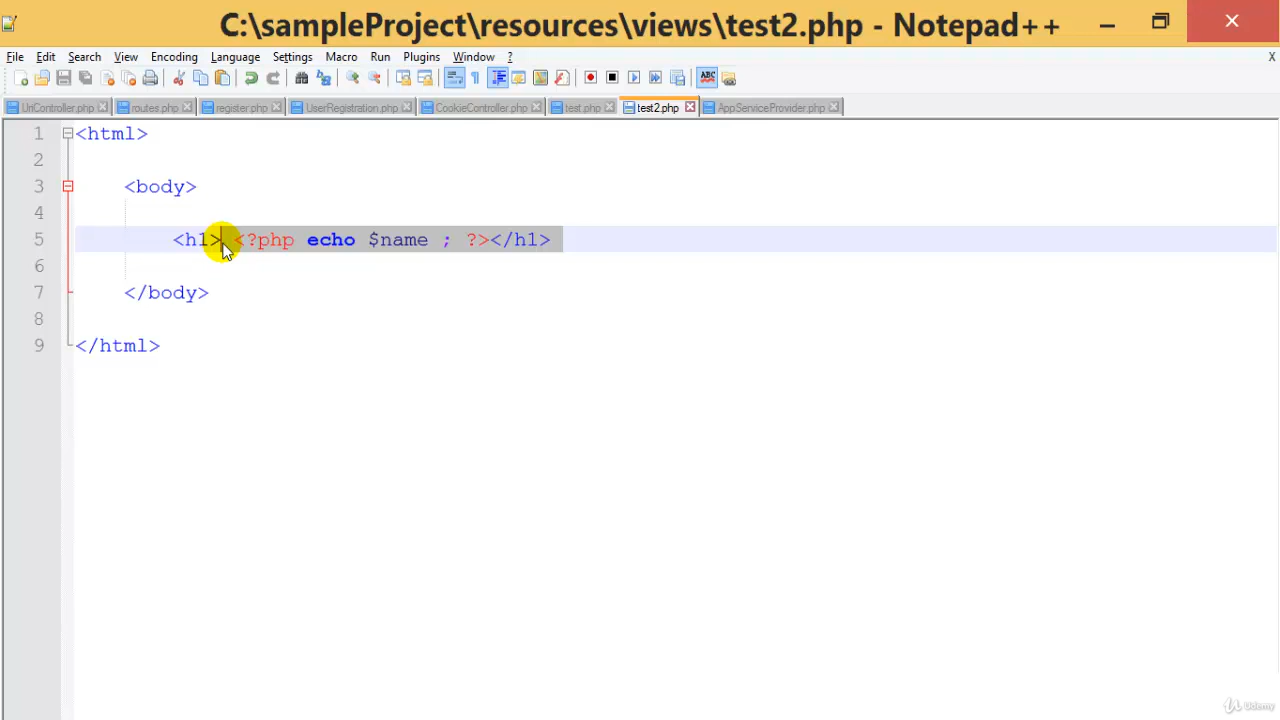 C:\sampleProject\resources\views\test2.php - Notepad++
File Edit Search View Encoding Language Settings Macro Run Plugins Window ? X
UrlController.php routes.php register.php UserRegistration.php CookieController.php test.php test2.php AppServiceProvider.php
1 <html>
2
3 <body>
4
5 <h1> <?php echo $name ; ?></h1>
6
7 </body>
8
9 </html>
Udemy